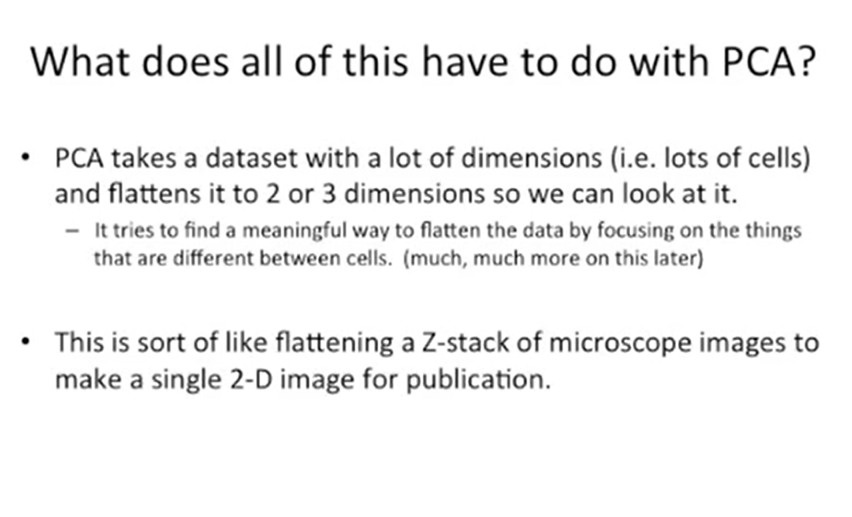 What does all of this have to do with PCA?
• PCA takes a dataset with a lot of dimensions (i.e. lots of cells)
and flattens it to 2 or 3 dimensions so we can look at it.
– It tries to find a meaningful way to flatten the data by focusing on the things
that are different between cells. (much, much more on this later)
• This is sort of like flattening a Z-stack of microscope images to
make a single 2-D image for publication.